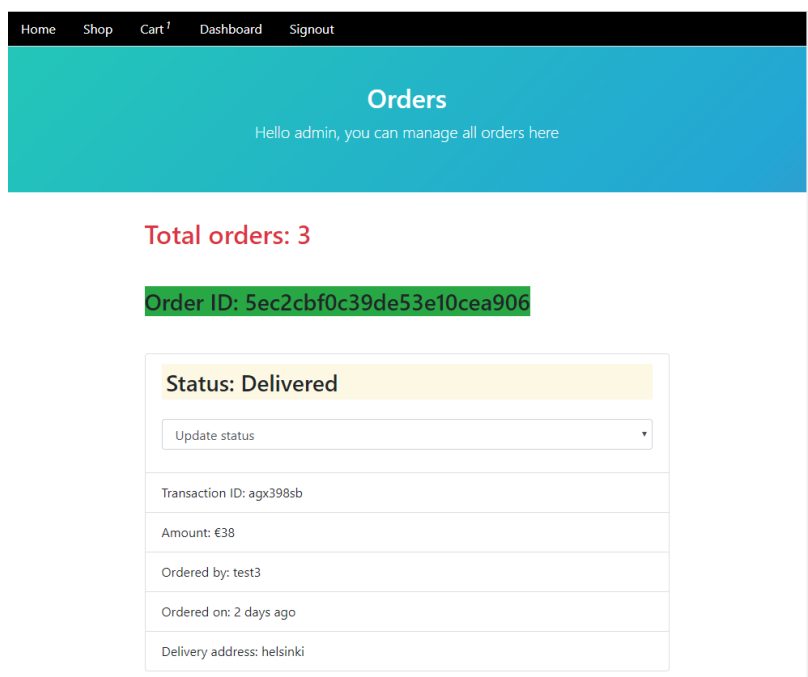 Home Shop Cart 1 Dashboard Signout
Orders
Hello admin, you can manage all orders here
Total orders: 3
Order ID: 5ec2cbf0c39de53e10cea906
Status: Delivered
Update status
Transaction ID: agx398sb
Amount: €38
Ordered by: test3
Ordered on: 2 days ago
Delivery address: helsinki